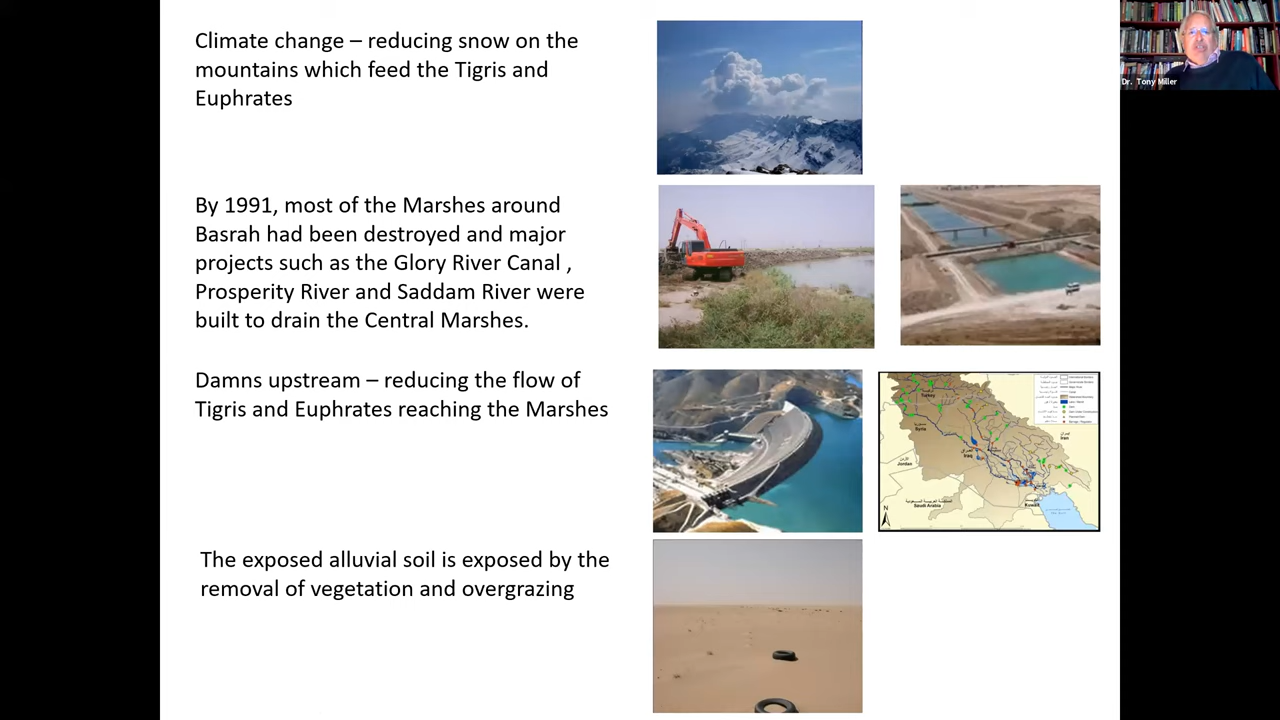 Climate change – reducing snow on the
mountains which feed the Tigris and
Euphrates
By 1991, most of the Marshes around
Basrah had been destroyed and major
projects such as the Glory River Canal ,
Prosperity River and Saddam River were
built to drain the Central Marshes.
Damns upstream – reducing the flow of
Tigris and Euphrates reaching the Marshes
The exposed alluvial soil is exposed by the
removal of vegetation and overgrazing
Dr. Tony Miller
Turkey
Syria
Iran
Iraq
Jordan
Kuwait
Saudi Arabia
N